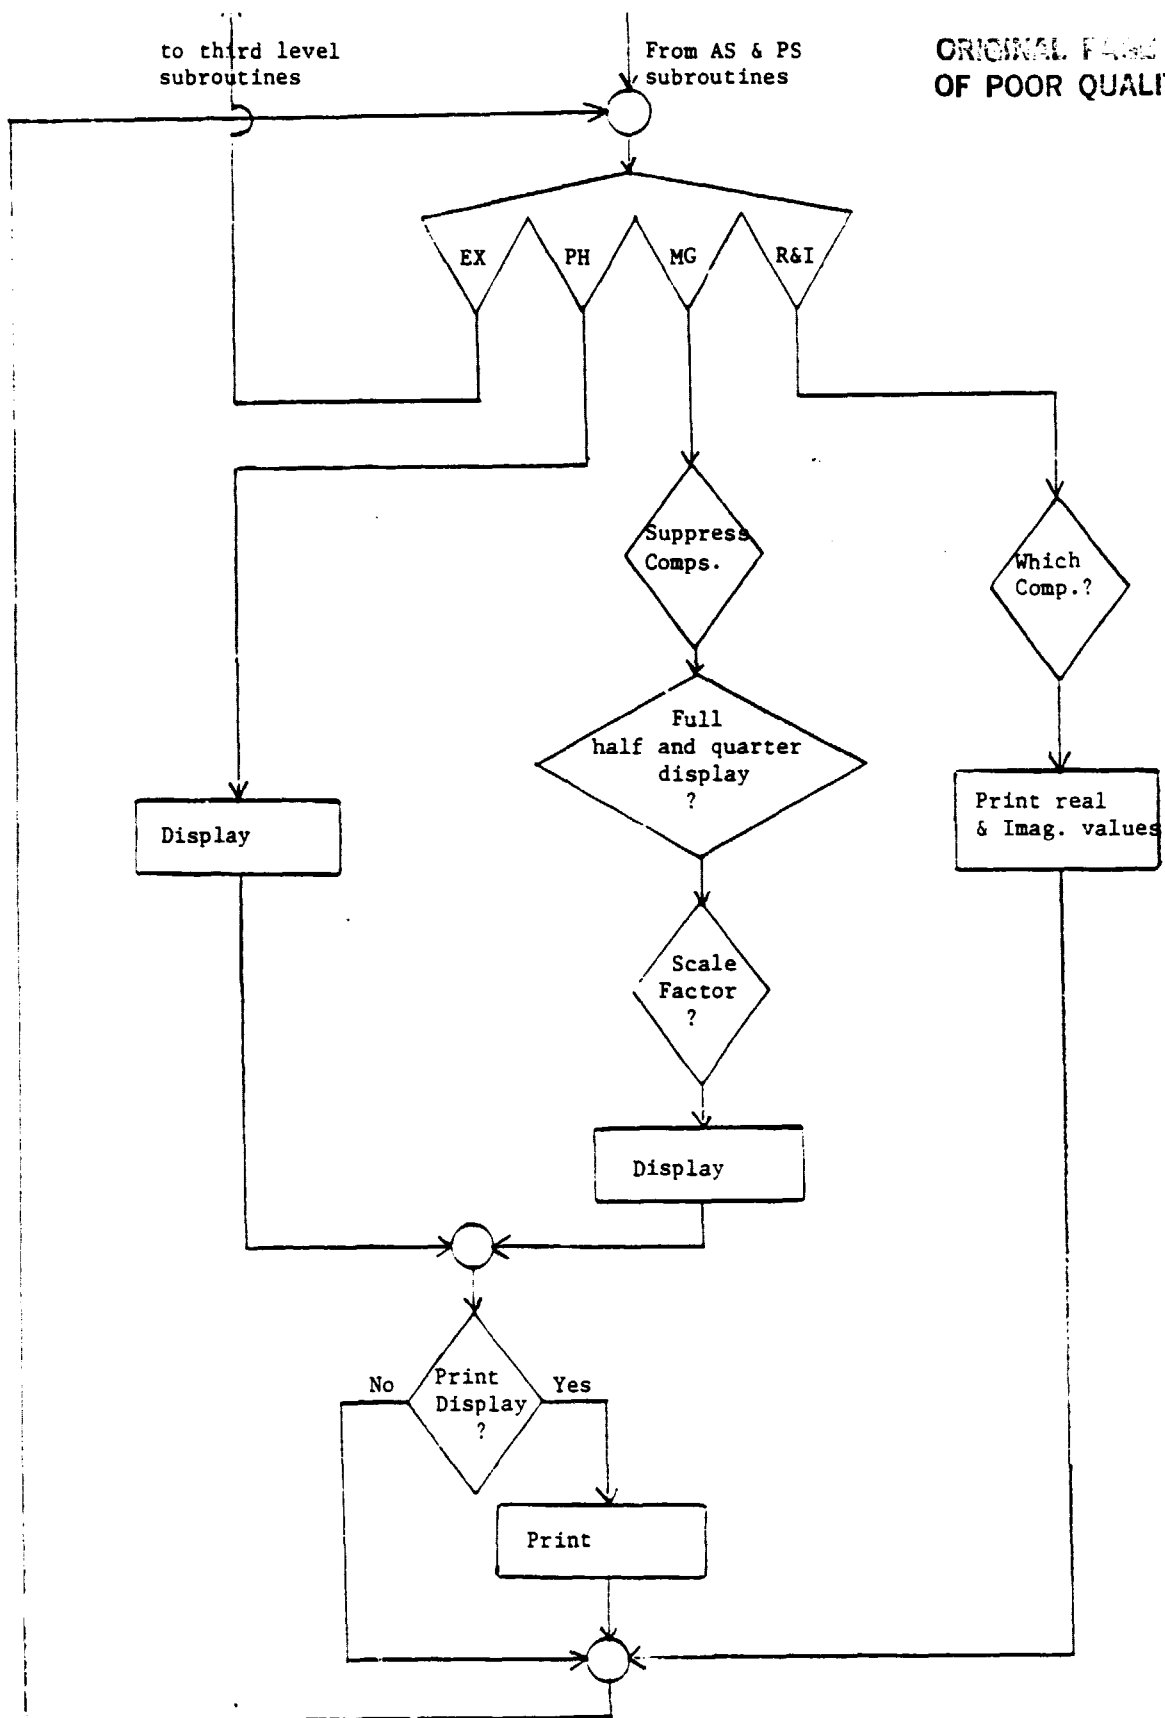 to third level
subroutines
From AS & PS
subroutines
ORIGINAL
OF POOR
EX
PH
MG
R&I
Suppress
Comps.
Which
Comp.?
Full
half and quarter
display
?
Print real
& Imag. values
Display
Scale
Factor
?
Display
No
Print
Display
?
Yes
Print